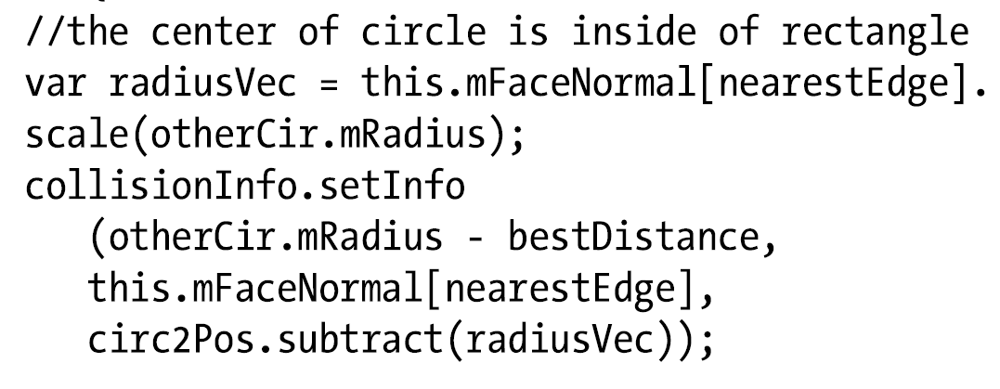 //the center of circle is inside of rectangle
var radiusVec = this.mFaceNormal[nearestEdge].
scale(otherCir.mRadius);
collisionInfo.setInfo
(otherCir.mRadius - bestDistance,
this.mFaceNormal[nearestEdge],
circ2Pos.subtract(radiusVec));